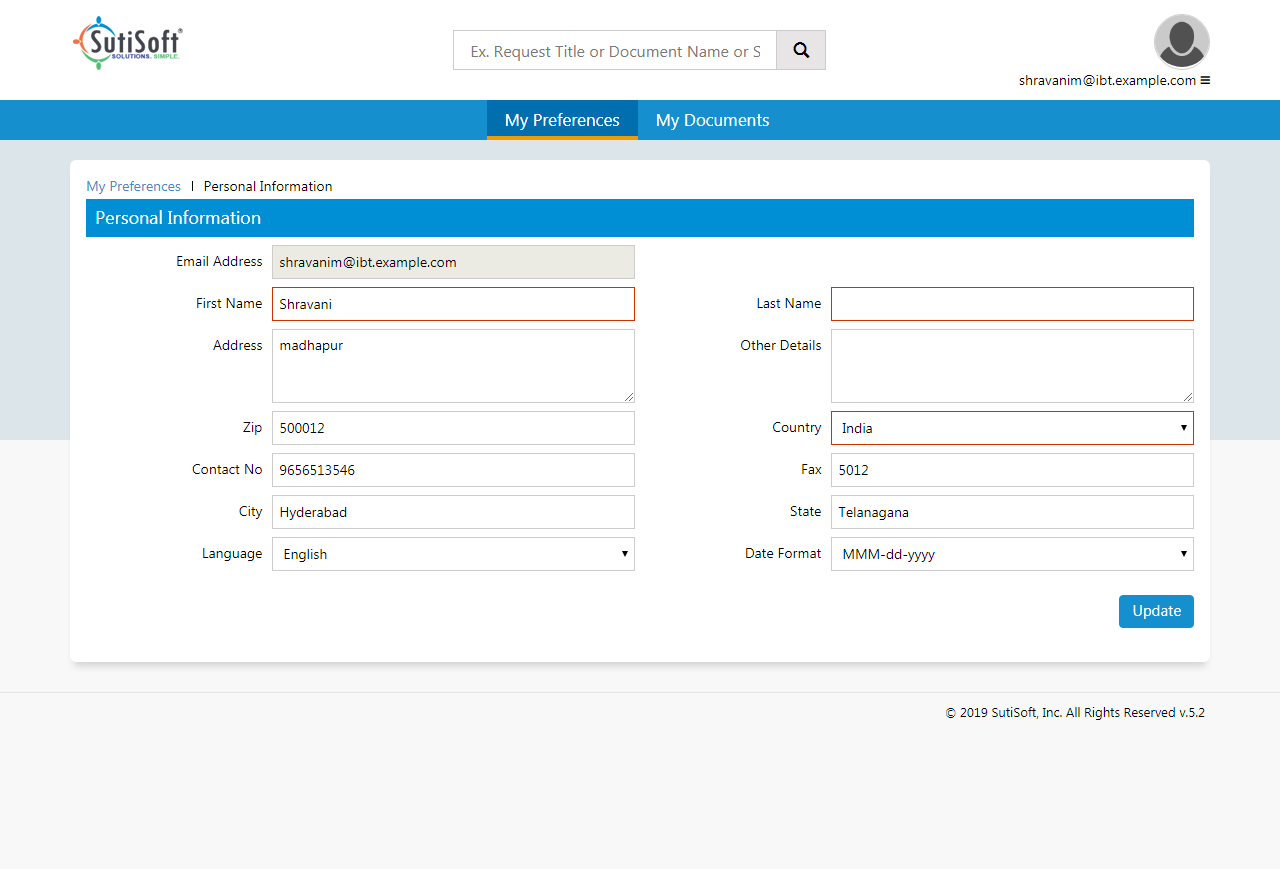 SutiSoft®
SOLUTIONS. SIMPLE.
Ex. Request Title or Document Name or S
shravanim@ibt.example.com
My Preferences My Documents
My Preferences | Personal Information
Personal Information
Email Address shravanim@ibt.example.com
First Name Shravani Last Name
Address madhapur Other Details
Zip 500012 Country India
Contact No 9656513546 Fax 5012
City Hyderabad State Telanagana
Language English Date Format MMM-dd-yyyy
Update
© 2019 SutiSoft, Inc. All Rights Reserved v.5.2